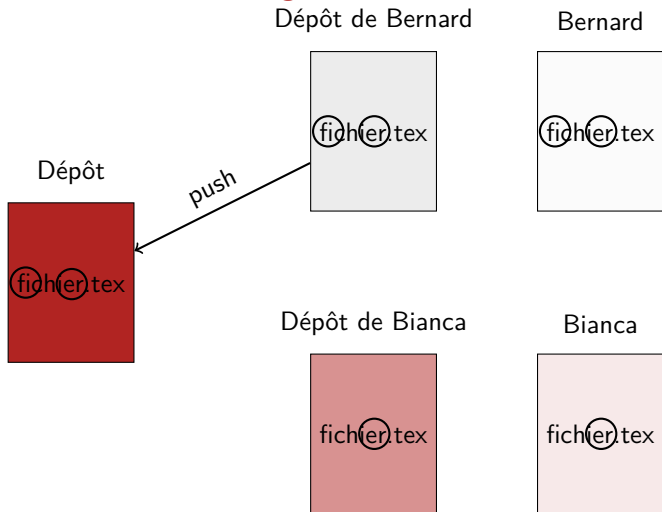 Dépôt de Bernard
Bernard
fichier.tex
fichier.tex
Dépôt
push
fichier.tex
Dépôt de Bianca
Bianca
fichier.tex
fichier.tex